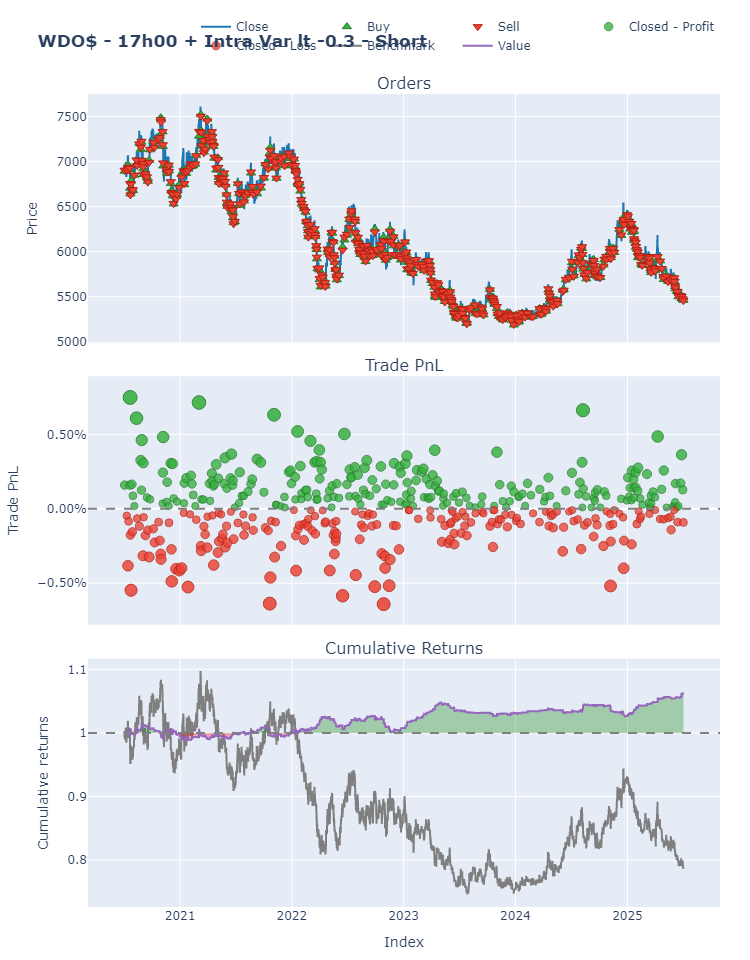 Close Buy Sell Closed - Profit
WDO$ - 17h00 + Intra Var lt -0.3 - Short
Closed - Loss Benchmark Value
Orders
7500
7000
6500
6000
5500
5000
Price
Trade PnL
0.50%
0.00%
−0.50%
Trade PnL
Cumulative Returns
1.1
1
0.9
0.8
Cumulative returns
2021 2022 2023 2024 2025
Index